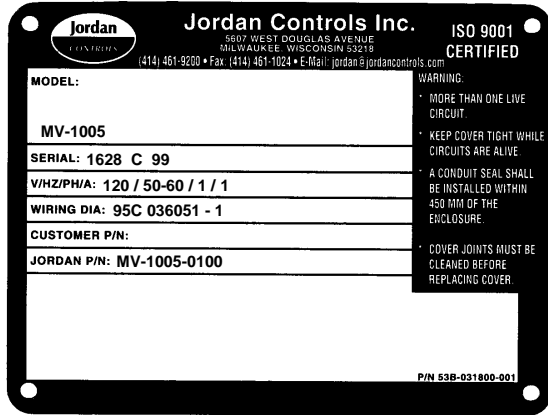 Jordan
CONTROLS
Jordan Controls Inc.
5607 WEST DOUGLAS AVENUE
MILWAUKEE, WISCONSIN 53218
(414) 461-9200 • Fax: (414) 461-1024 • E-Mail: jordan@jordancontrols.com
ISO 9001
CERTIFIED
MODEL:
MV-1005
SERIAL: 1628 C 99
V/HZ/PH/A: 120 / 50-60 / 1 / 1
WIRING DIA: 95C 036051 - 1
CUSTOMER P/N:
JORDAN P/N: MV-1005-0100
WARNING:
• MORE THAN ONE LIVE
CIRCUIT.
• KEEP COVER TIGHT WHILE
CIRCUITS ARE ALIVE.
• A CONDUIT SEAL SHALL
BE INSTALLED WITHIN
450 MM OF THE
ENCLOSURE.
• COVER JOINTS MUST BE
CLEANED BEFORE
REPLACING COVER.
P/N 53B-031800-001